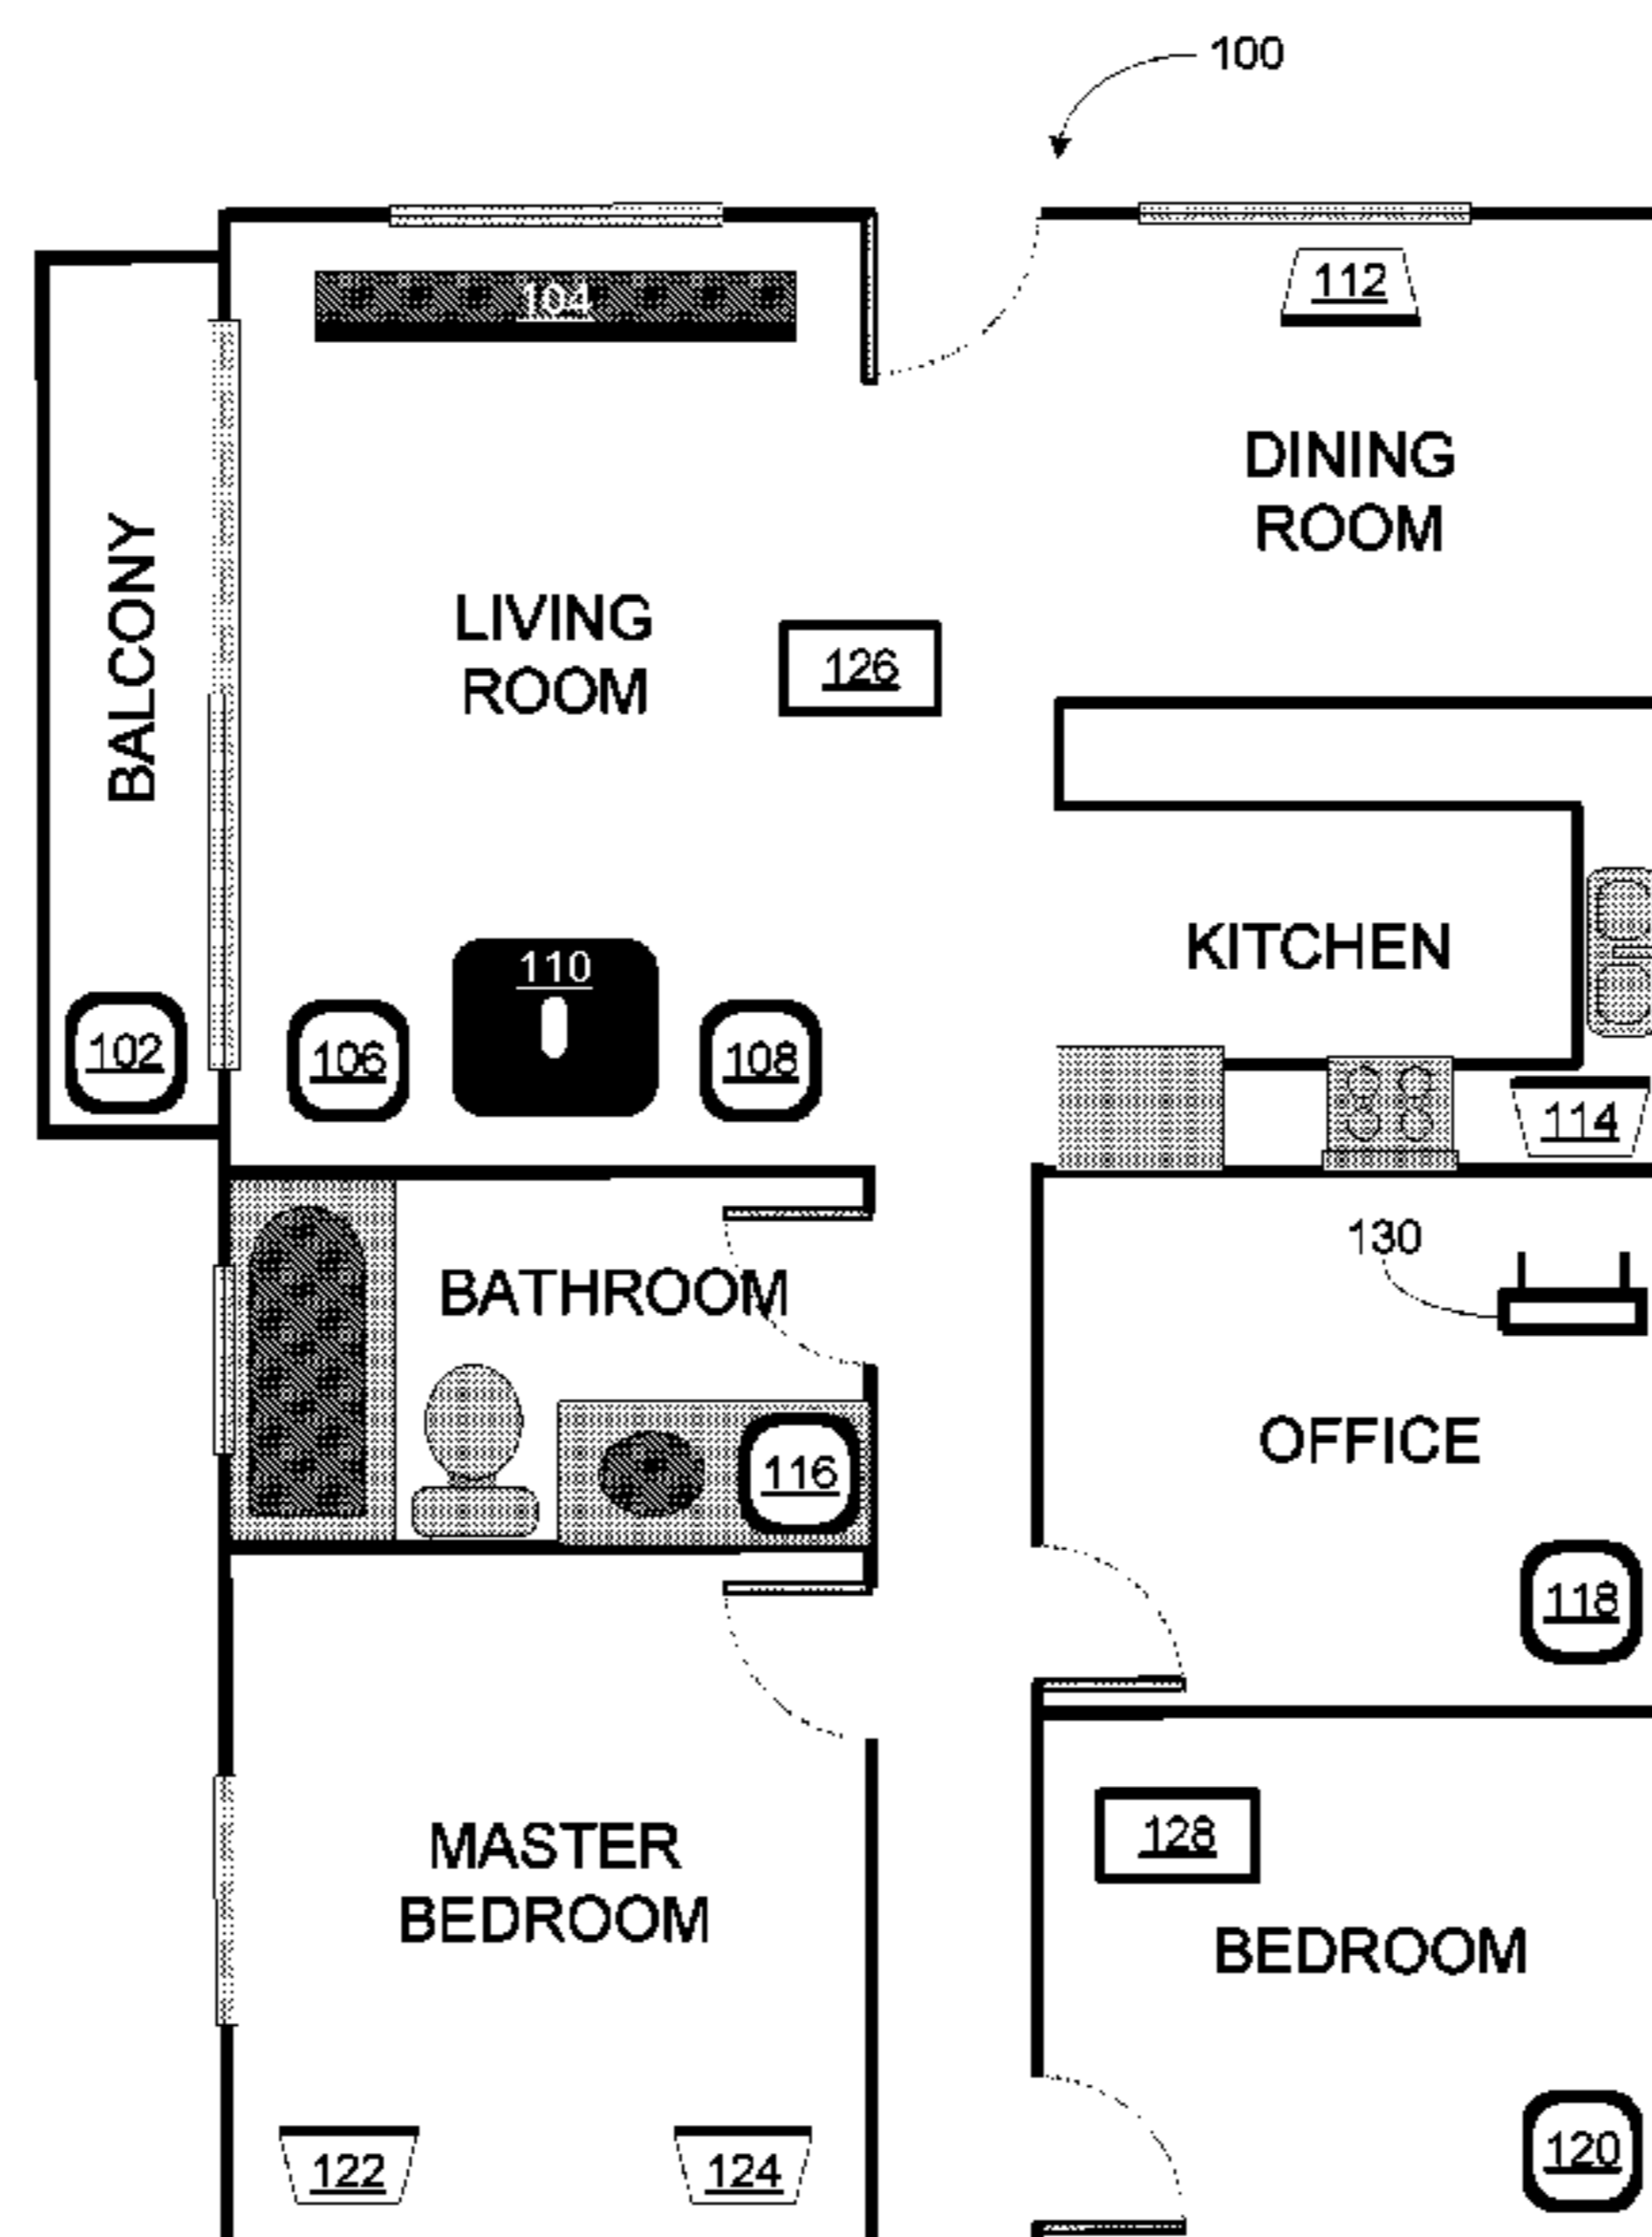 100
104
112
DINING
ROOM
BALCONY
LIVING
ROOM
126
KITCHEN
110
102
106
108
114
130
BATHROOM
OFFICE
116
118
128
MASTER
BEDROOM
BEDROOM
120
122
124